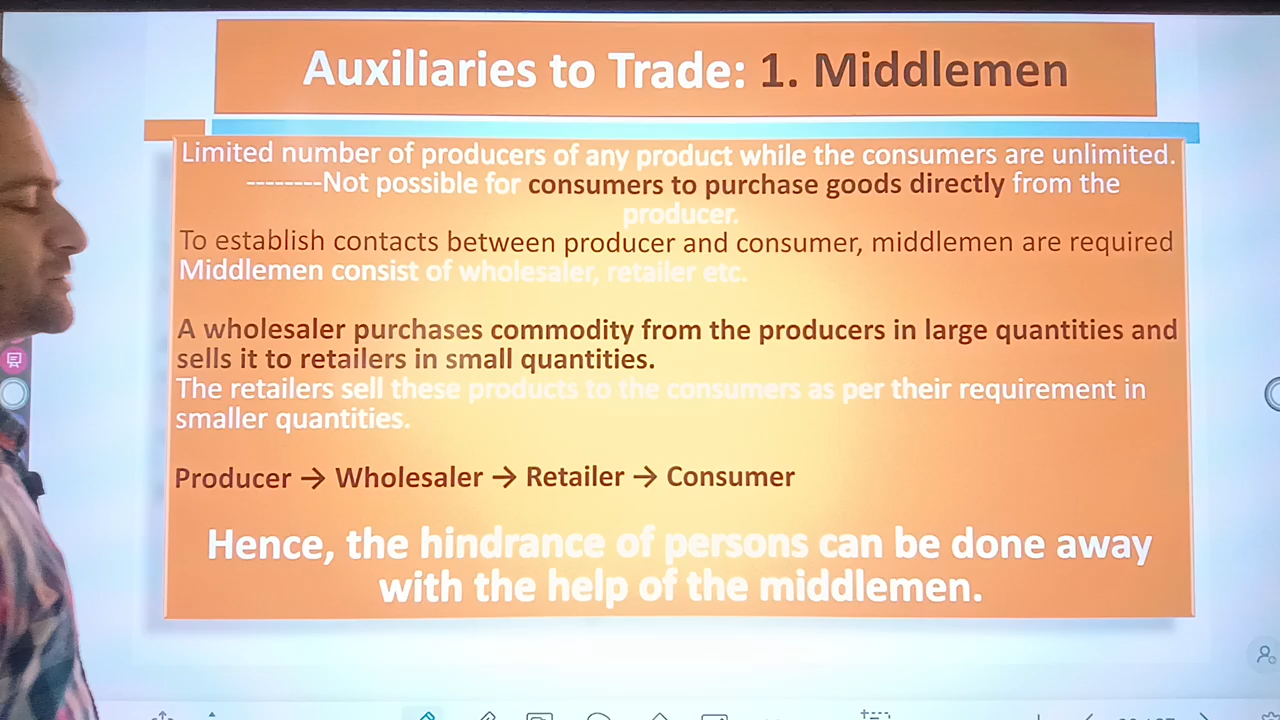 Auxiliaries to Trade: 1. Middlemen
Limited number of producers of any product while the consumers are unlimited.
--------Not possible for consumers to purchase goods directly from the
producer.
To establish contacts between producer and consumer, middlemen are required
Middlemen consist of wholesaler, retailer etc.
A wholesaler purchases commodity from the producers in large quantities and
sells it to retailers in small quantities.
The retailers sell these products to the consumers as per their requirement in
smaller quantities.
Producer → Wholesaler → Retailer → Consumer
Hence, the hindrance of persons can be done away
with the help of the middlemen.